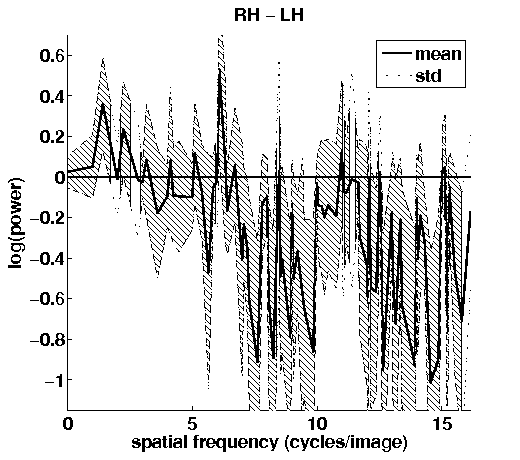 RH − LH
mean
std
0.6
0.4
0.2
0
−0.2
−0.4
−0.6
−0.8
−1
log(power)
0 5 10 15
spatial frequency (cycles/image)